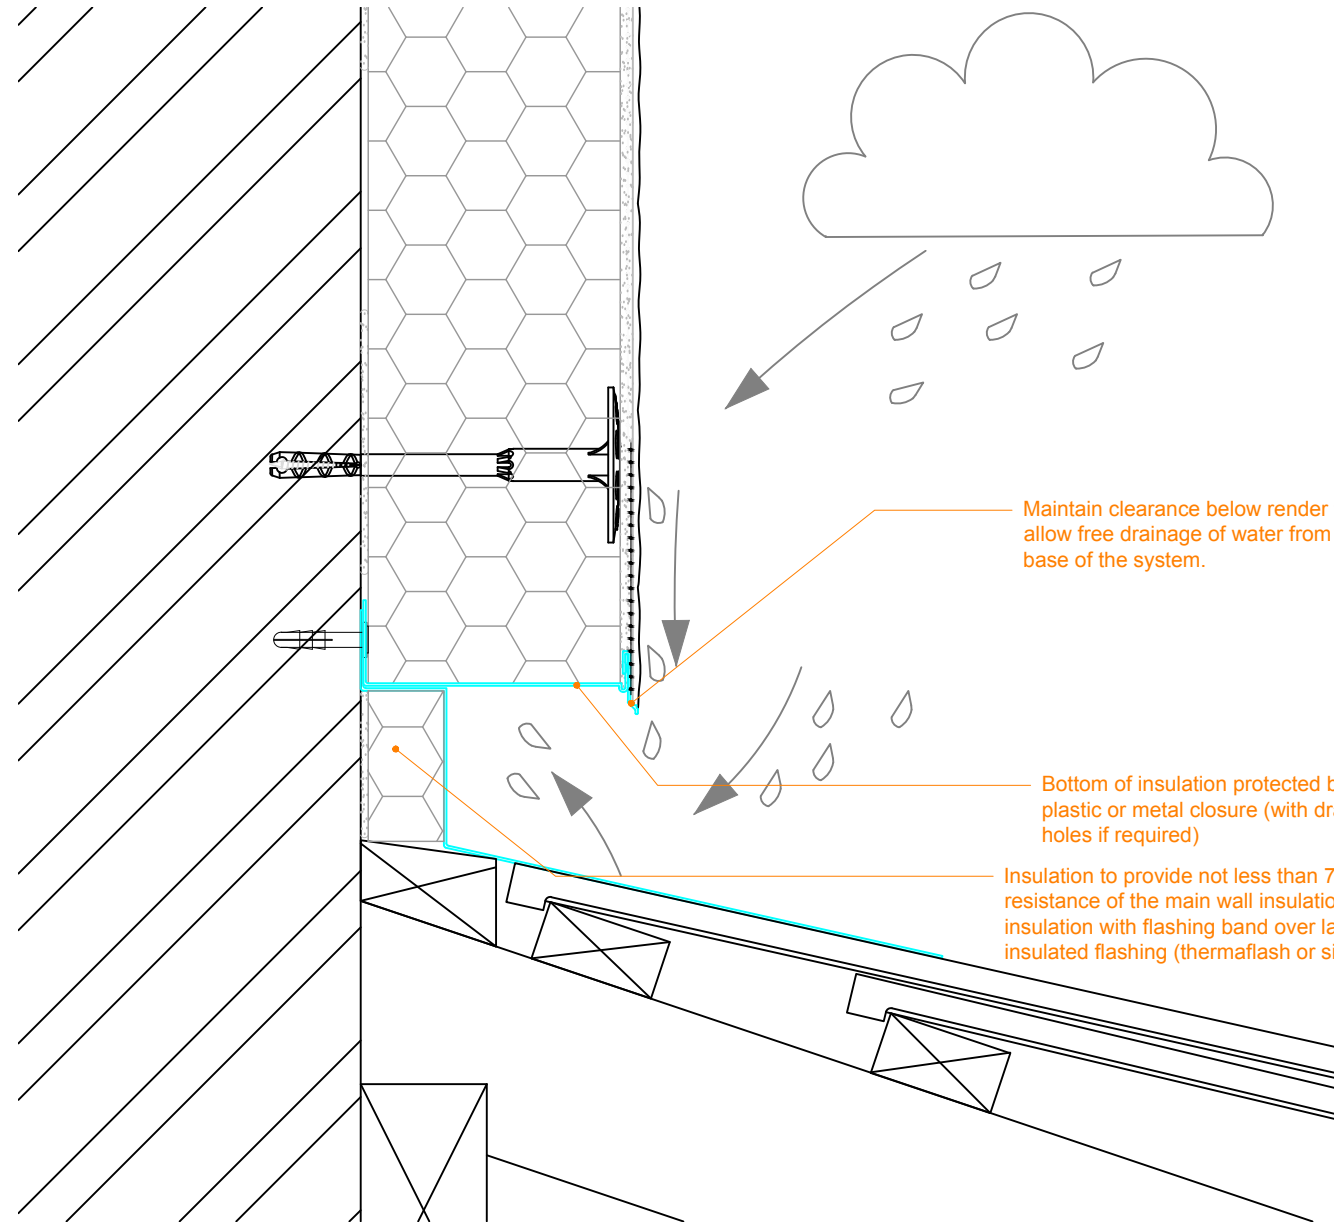 Maintain clearance below render
allow free drainage of water from
base of the system.
Bottom of insulation protected
plastic or metal closure (with
holes if required)
Insulation to provide not less than
resistance of the main wall
insulation with flashing band over
insulated flashing (thermaflash or